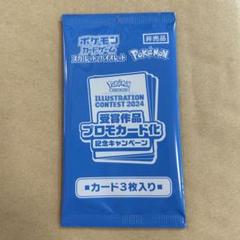 ポケモン
カードゲーム
スカーレット&バイオレット
非売品
Pokémon
Pokémon
ILLUSTRATION
CONTEST 2024
受賞作品
プロモカード化
記念キャンペーン
■カード3枚入り■